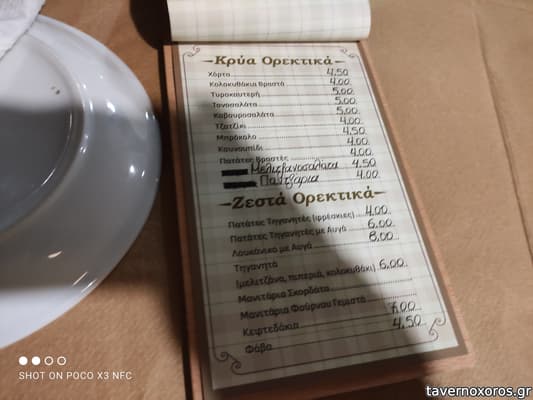 Κρύα Ορεκτικά
Χόρτα 4.50
Κολοκυθάκια Βραστά 4.00
Τυροκαυτερή 5.00
Τονοσαλάτα 5.00
Καβουροσαλάτα 5.00
Τζατζίκι 4.00
Μπρόκολο 4.50
Κουνουπίδι 4.00
Πατάτες Βραστές 4.00
Μελιτζανοσαλάτα 4.50
Παντζάρια 4.00
Ζεστά Ορεκτικά
Πατάτες Τηγανητές (φρέσκιες) 4.00
Πατάτες Τηγανητές με Αυγά 6.00
Λουκάνικο με Αυγά 8.00
Τηγανητά
(μελιτζάνα, πιπεριά, κολοκυθάκι) 6.00
Μανιτάρια Σκορδάτα
Μανιτάρια Φούρνου Γεμιστά
Κεφτεδάκια 7.00
Φάβα 4.50
SHOT ON POCO X3 NFC
tavernoxoros.gr